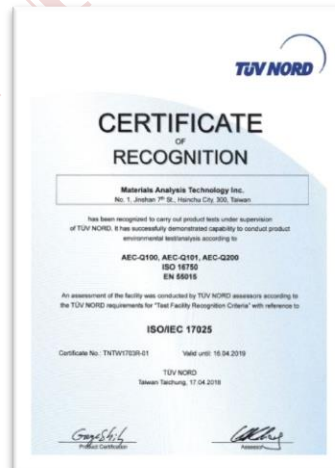 TÜV NORD
CERTIFICATE
OF
RECOGNITION
Materials Analysis Technology Inc.
No. 1, Jinshan 7th St., Hsinchu City, 300, Taiwan
has been recognized to carry out product tests under supervision
of TÜV NORD. It has successfully demonstrated capability to conduct product
environmental test/analysis according to
AEC-Q100, AEC-Q101, AEC-Q200
ISO 16750
EN 55015
An assessment of the facility was conducted by TÜV NORD assessors according to
the TÜV NORD requirements for "Test Facility Recognition Criteria" with reference to
ISO/IEC 17025
Certificate No.: TNTW1703R-01 Valid until: 16.04.2019
TÜV NORD
Taiwan Taichung, 17.04.2018
Product Certification Assessor